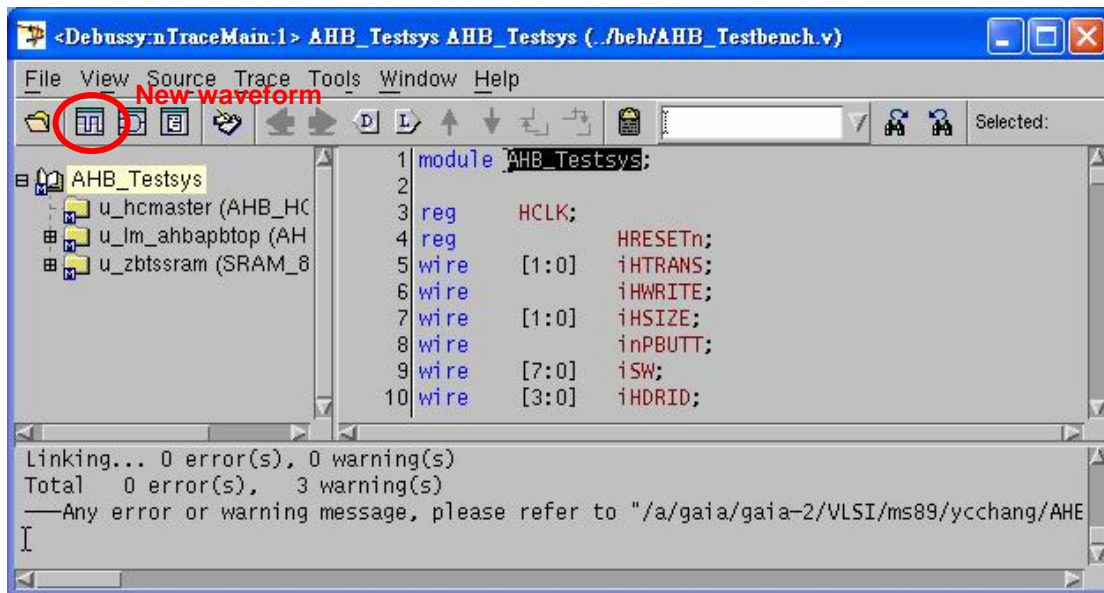 <Debussy:nTraceMain:1> AHB_Testsys AHB_Testsys (../beh/AHB_Testbench.v)
File View Source Trace Tools Window Help
New waveform
D L Selected:
AHB_Testsys
u_hcmaster (AHB_HC
u_lm_ahbapbtop (AH
u_zbtssram (SRAM_8
1 module AHB_Testsys;
2
3 reg HCLK;
4 reg HRESETn;
5 wire [1:0] iHTRANS;
6 wire iHWRITE;
7 wire [1:0] iHSIZE;
8 wire inPBUTT;
9 wire [7:0] iSW;
10 wire [3:0] iHDRID;
Linking... 0 error(s), 0 warning(s)
Total 0 error(s), 3 warning(s)
——Any error or warning message, please refer to "/a/gaia/gaia-2/VLSI/ms89/ycchang/AHE